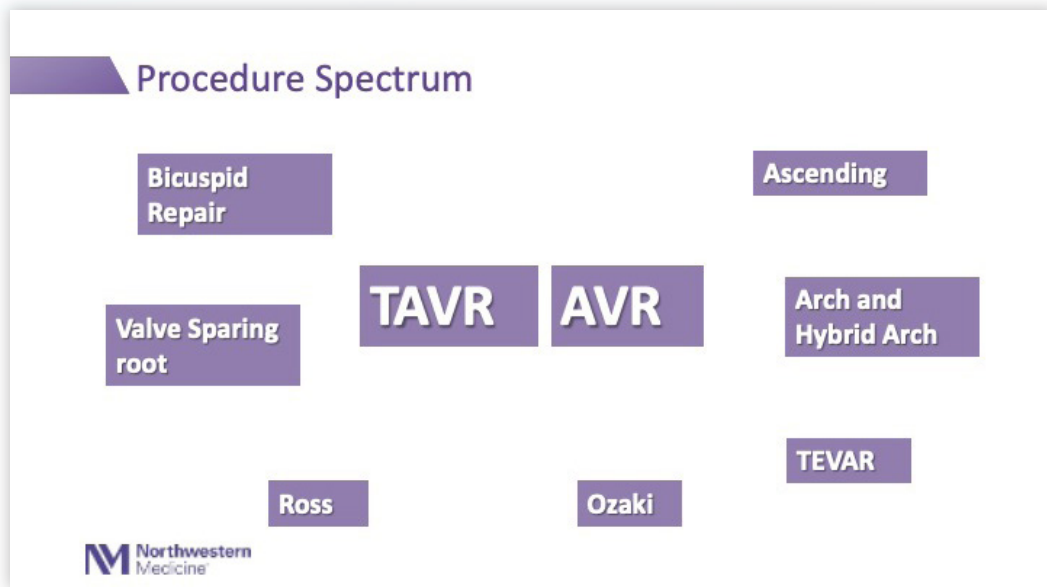 Procedure Spectrum
Bicuspid
Repair
Ascending
TAVR
AVR
Valve Sparing
root
Arch and
Hybrid Arch
TEVAR
Ross
Ozaki
NM Northwestern
Medicine